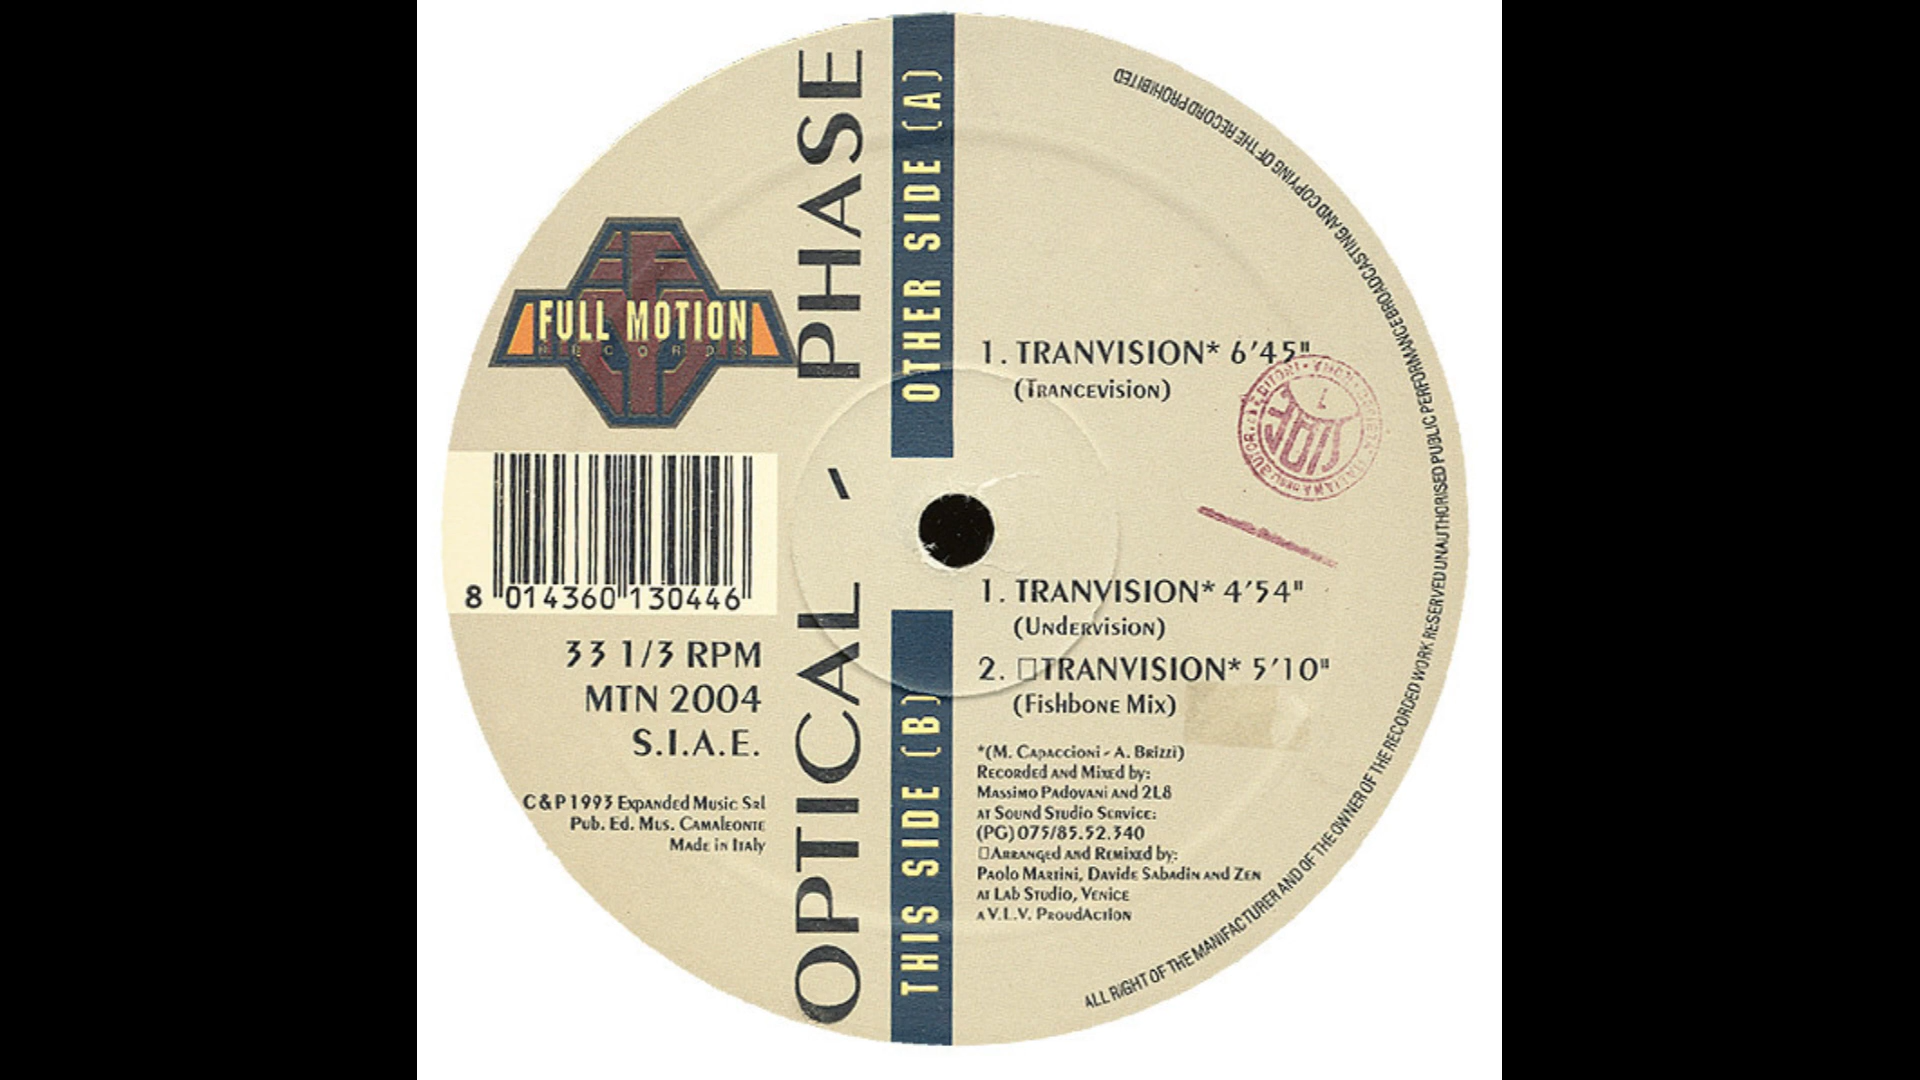 OPTICAL - PHASE
OTHER SIDE (A)
THIS SIDE (B)
FULL MOTION
RECORDS
8 014360 130446
33 1/3 RPM
MTN 2004
S.I.A.E.
C & P 1993 Expanded Music Srl
Pub. Ed. Mus. Camaleonte
Made in Italy
1. TRANVISION* 6'45"
(Trancevision)
1. TRANVISION* 4'54"
(Undervision)
2. □TRANVISION* 5'10"
(Fishbone Mix)
*(M. Capaccioni - A. Brizzi)
Recorded and Mixed by:
Massimo Padovani and 2L8
at Sound Studio Service:
(PG) 075/85.52.340
□Arranged and Remixed by:
Paolo Martini, Davide Sabadin and Zen
at Lab Studio, Venice
a V.L.V. ProudAction
ALL RIGHT OF THE MANIFACTURER AND OF THE OWNER OF THE RECORDED WORK RESERVED UNAUTHORISED PUBLIC PERFORMANCE BROADCASTING AND COPYING OF THE RECORD PROHIBITED